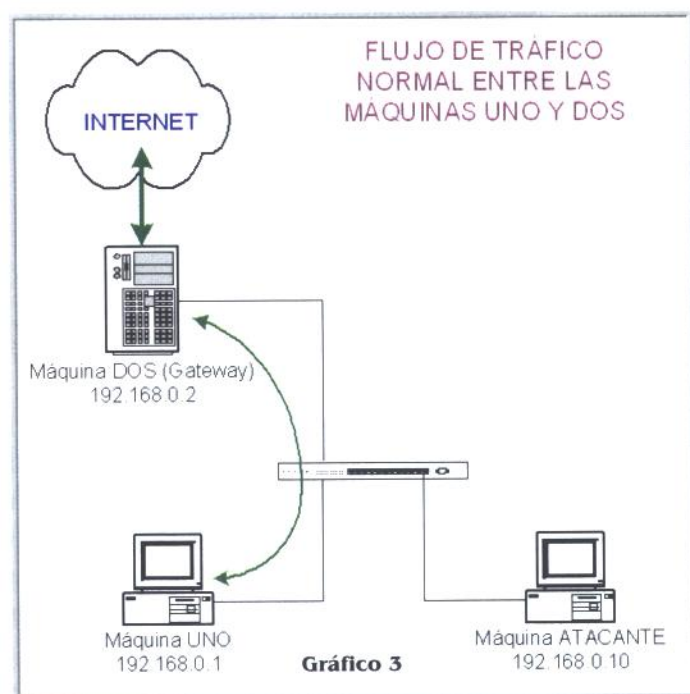 FLUJO DE TRÁFICO
NORMAL ENTRE LAS
MÁQUINAS UNO Y DOS
INTERNET
Máquina DOS (Gateway)
192.168.0.2
Máquina UNO
192.168.0.1
Gráfico 3
Máquina ATACANTE
192.168.0.10